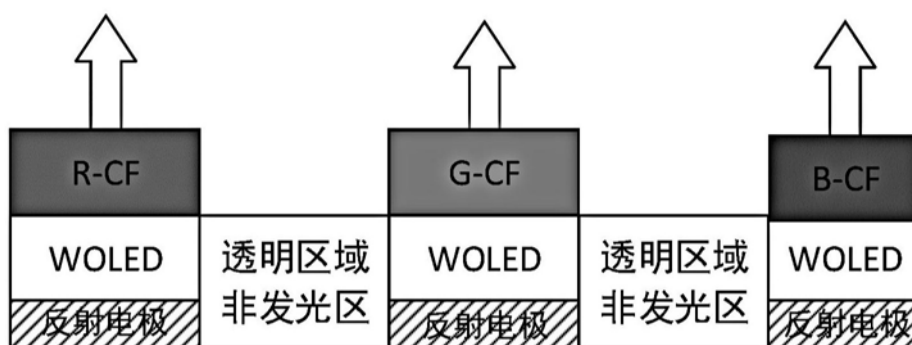 R-CF
G-CF
B-CF
WOLED
透明区域
非发光区
WOLED
透明区域
非发光区
WOLED
反射电极
反射电极
反射电极